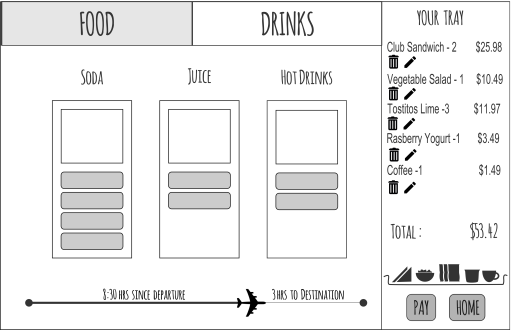 FOOD
DRINKS
YOUR TRAY
Club Sandwich - 2 $25.98
Vegetable Salad - 1 $10.49
Tostitos Lime -3 $11.97
Rasberry Yogurt -1 $3.49
Coffee -1 $1.49
TOTAL : $53.42
SODA
JUICE
HOT DRINKS
8:30 HRS SINCE DEPARTURE
3 HRS TO DESTINATION
PAY
HOME